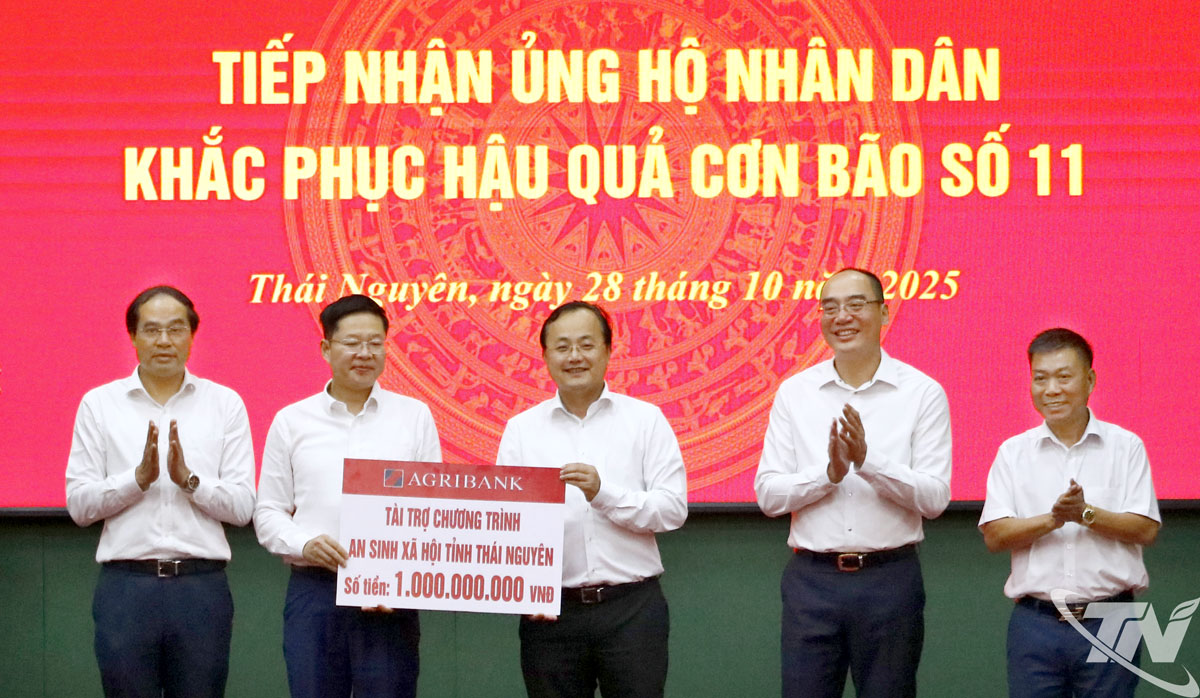 TIẾP NHẬN ỦNG HỘ NHÂN DÂN
KHẮC PHỤC HẬU QUẢ CƠN BÃO SỐ 11
Thái Nguyên, ngày 28 tháng 10 2025
AGRIBANK
TÀI TRỢ CHƯƠNG TRÌNH
AN SINH XÃ HỘI TỈNH THÁI NGUYÊN
Số tiền: 1.000.000.000 VNĐ
TN